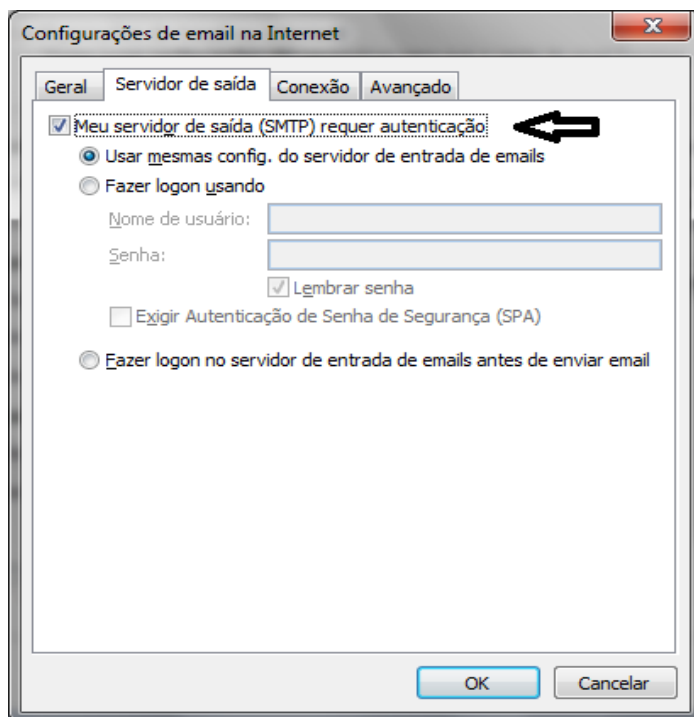 Configurações de email na Internet
Geral Servidor de saída Conexão Avançado
Meu servidor de saída (SMTP) requer autenticação
Usar mesmas config. do servidor de entrada de emails
Fazer logon usando
Nome de usuário:
Senha:
Lembrar senha
Exigir Autenticação de Senha de Segurança (SPA)
Fazer logon no servidor de entrada de emails antes de enviar email
OK Cancelar